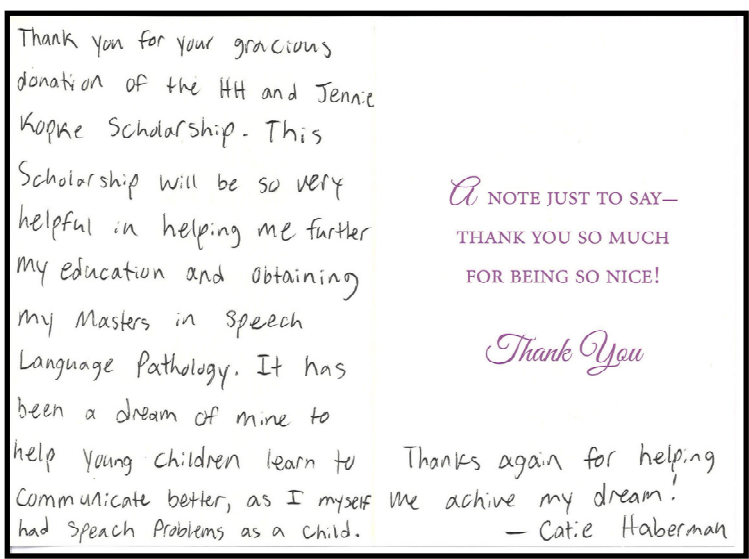 Thank you for your gracious
donation of the HH and Jennie
Kopke Scholarship. This
Scholarship will be so very
helpful in helping me further
my education and obtaining
my Masters in Speech
Language Pathology. It has
been a dream of mine to
help young children learn to
communicate better, as I myself
had speach problems as a child.
A NOTE JUST TO SAY—
THANK YOU SO MUCH
FOR BEING SO NICE!
Thank You
Thanks again for helping
me achive my dream!
— Catie Haberman